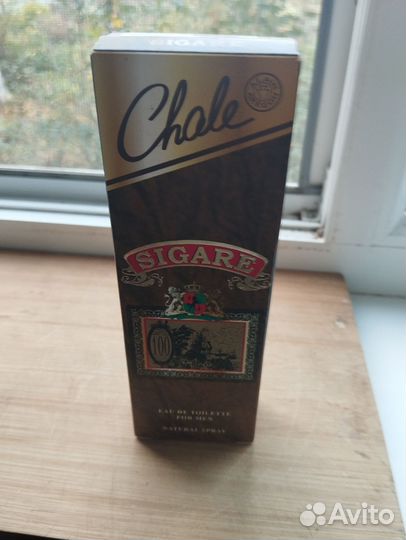 SIGARE
Chale
SIGARE
100
EAU DE TOILETTE
FOR MEN
NATURAL SPRAY
Avito